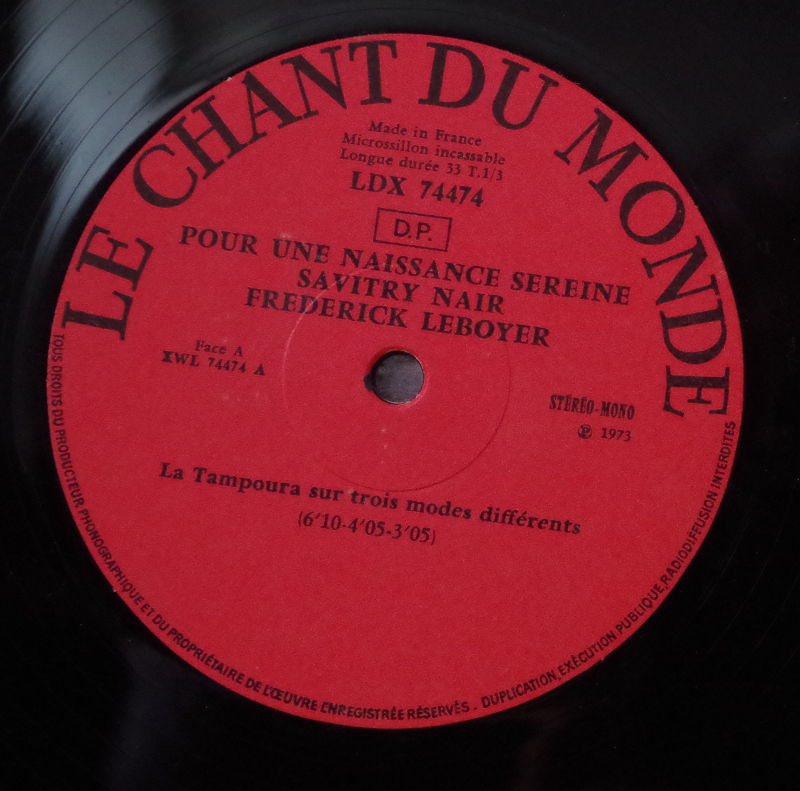 LE CHANT DU MONDE
Made in France
Microssillon incassable
Longue durée 33 T.1/3
LDX 74474
D.P.
POUR UNE NAISSANCE SEREINE
SAVITRY NAIR
FREDERICK LEBOYER
Face A
XWL 74474 A
STÉRÉO-MONO
℗ 1973
La Tampoura sur trois modes différents
(6'10-4'05-3'05)
TOUS DROITS DU PRODUCTEUR PHONOGRAPHIQUE ET DU PROPRIÉTAIRE DE L'ŒUVRE ENREGISTRÉE RÉSERVÉS . DUPLICATION, EXÉCUTION PUBLIQUE, RADIODIFFUSION INTERDITES